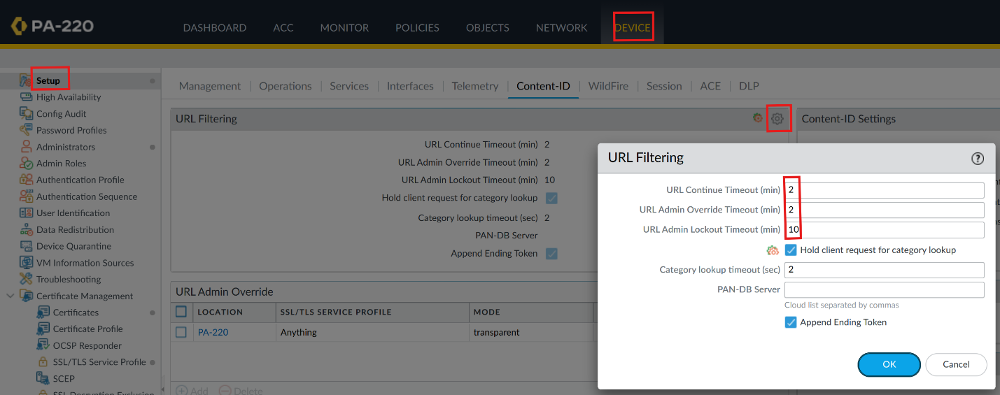 PA-220
DASHBOARD ACC MONITOR POLICIES OBJECTS NETWORK DEVICE
Setup
High Availability
Config Audit
Password Profiles
Administrators
Admin Roles
Authentication Profile
Authentication Sequence
User Identification
Data Redistribution
Device Quarantine
VM Information Sources
Troubleshooting
Certificate Management
Certificates
Certificate Profile
OCSP Responder
SSL/TLS Service Profile
SCEP
SSL Decryption Exclusion
Management | Operations | Services | Interfaces | Telemetry | Content-ID | WildFire | Session | ACE | DLP
URL Filtering
URL Continue Timeout (min) 2
URL Admin Override Timeout (min) 2
URL Admin Lockout Timeout (min) 10
Hold client request for category lookup
Category lookup timeout (sec) 2
PAN-DB Server
Append Ending Token
URL Admin Override
LOCATION SSL/TLS SERVICE PROFILE MODE
PA-220 Anything transparent
Add Delete
Content-ID Settings
URL Filtering
URL Continue Timeout (min) 2
URL Admin Override Timeout (min) 2
URL Admin Lockout Timeout (min) 10
Hold client request for category lookup
Category lookup timeout (sec) 2
PAN-DB Server
Cloud list separated by commas
Append Ending Token
OK Cancel